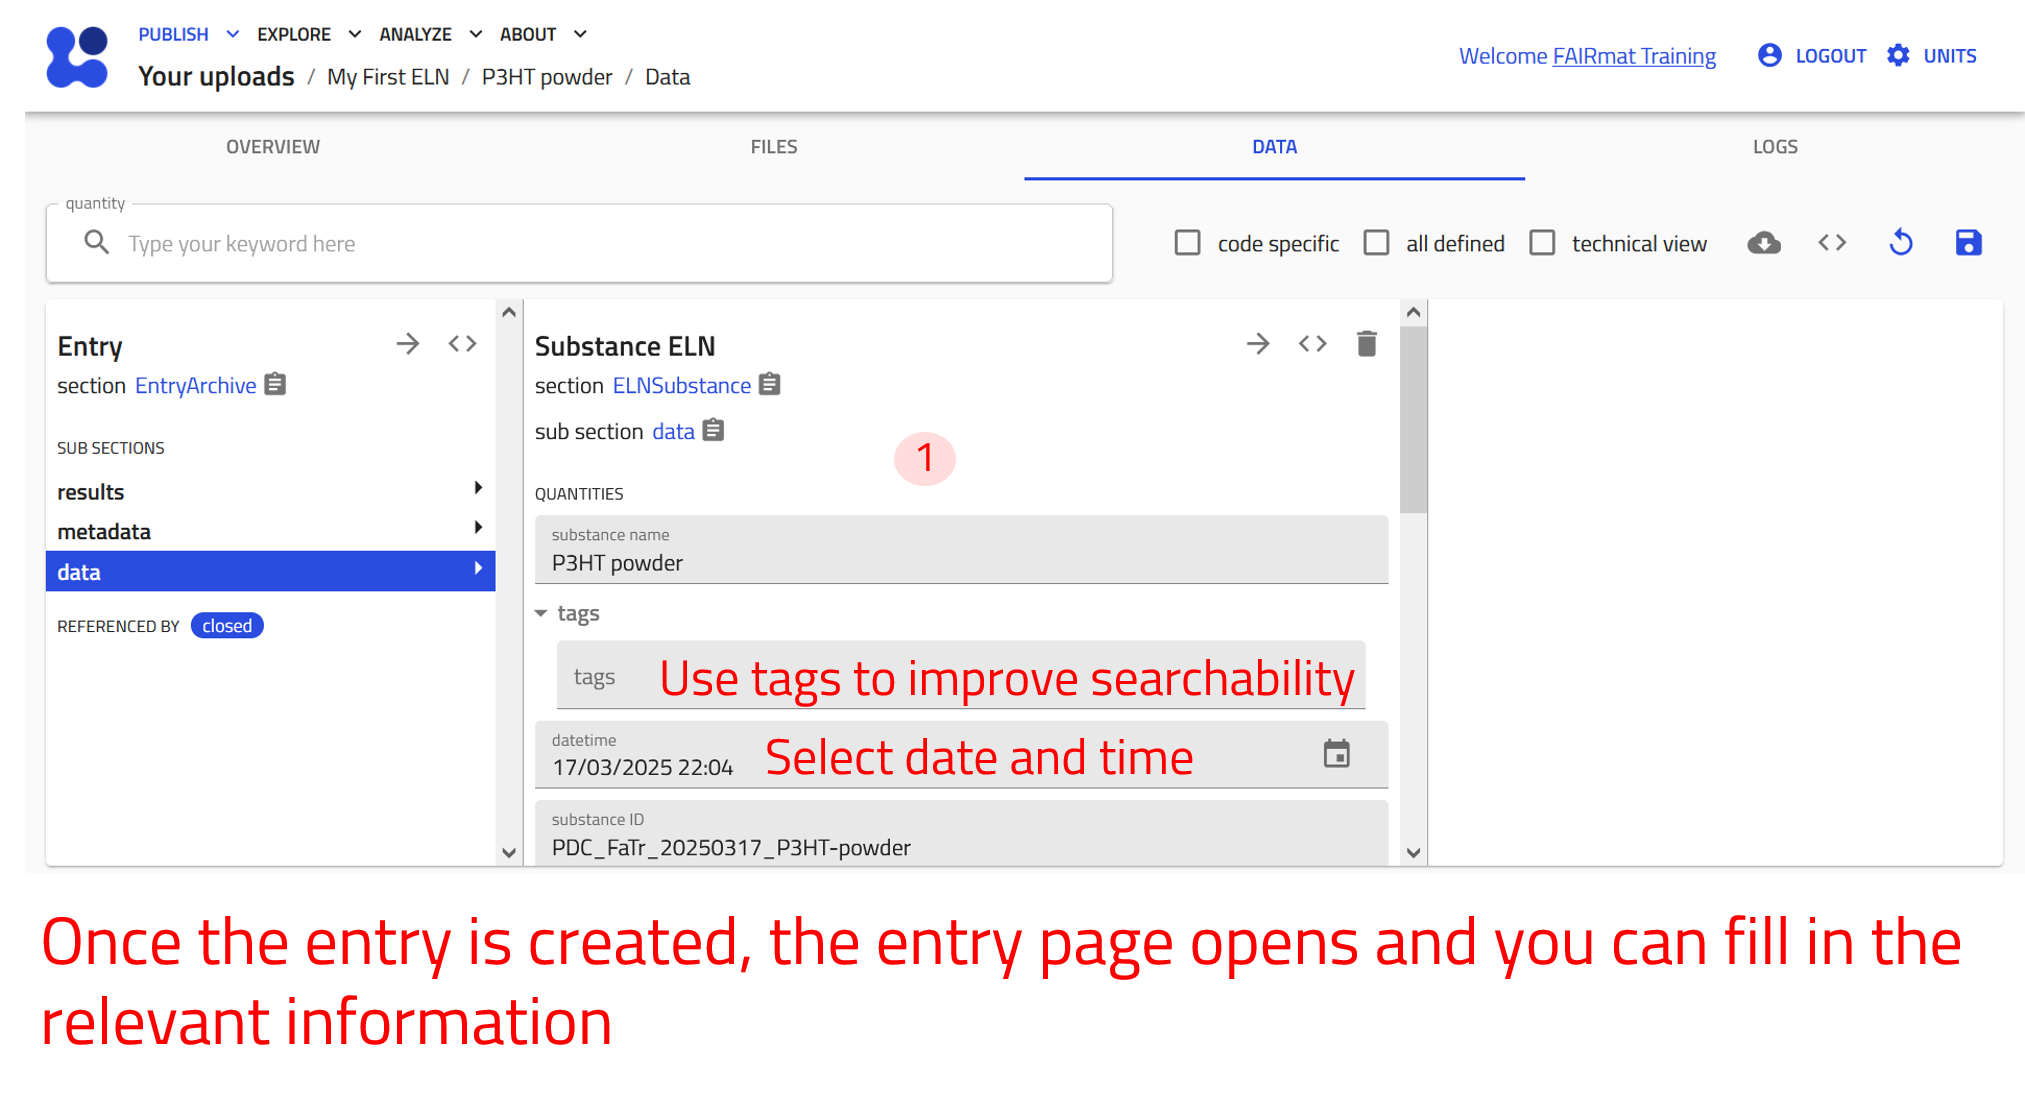 PUBLISH EXPLORE ANALYZE ABOUT
Your uploads / My First ELN / P3HT powder / Data
Welcome FAIRmat Training LOGOUT UNITS
OVERVIEW FILES DATA LOGS
quantity
Type your keyword here
code specific all defined technical view
Entry
section EntryArchive
SUB SECTIONS
results
metadata
data
REFERENCED BY closed
Substance ELN
section ELNSubstance
sub section data
1
QUANTITIES
substance name
P3HT powder
tags
tags Use tags to improve searchability
datetime
17/03/2025 22:04 Select date and time
substance ID
PDC_FaTr_20250317_P3HT-powder
Once the entry is created, the entry page opens and you can fill in the
relevant information